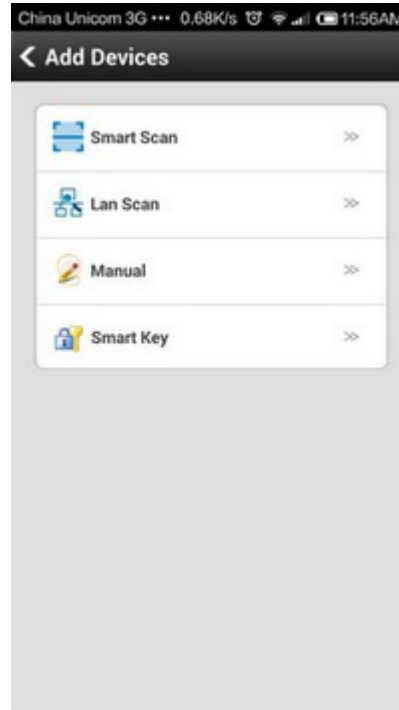 China Unicom 3G ••• 0.68K/s 11:56AM
Add Devices
Smart Scan
Lan Scan
Manual
Smart Key